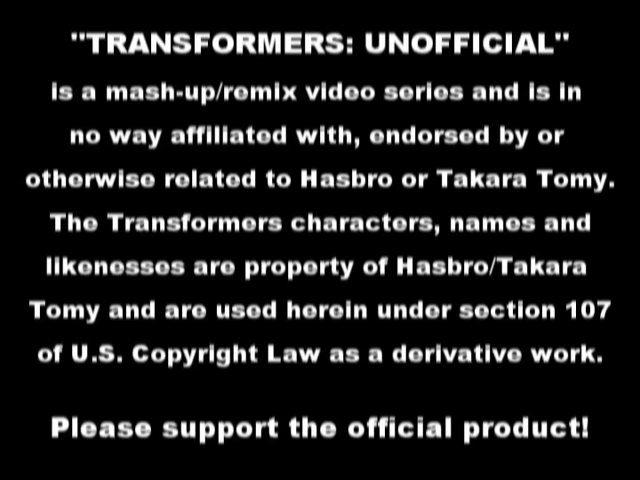 "TRANSFORMERS: UNOFFICIAL"
is a mash-up/remix video series and is in
no way affiliated with, endorsed by or
otherwise related to Hasbro or Takara Tomy.
The Transformers characters, names and
likenesses are property of Hasbro/Takara
Tomy and are used herein under section 107
of U.S. Copyright Law as a derivative work.
Please support the official product!